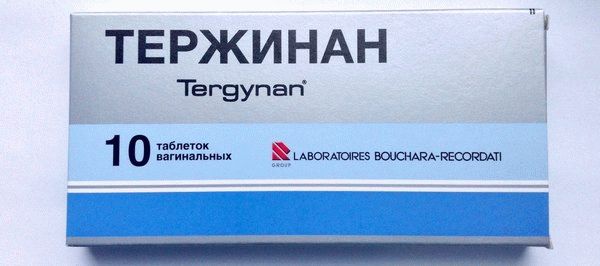 ТЕРЖИНАН
Tergynan®
10 таблеток
вагинальных
R
GROUP
LABORATOIRES BOUCHARA-RECORDATI